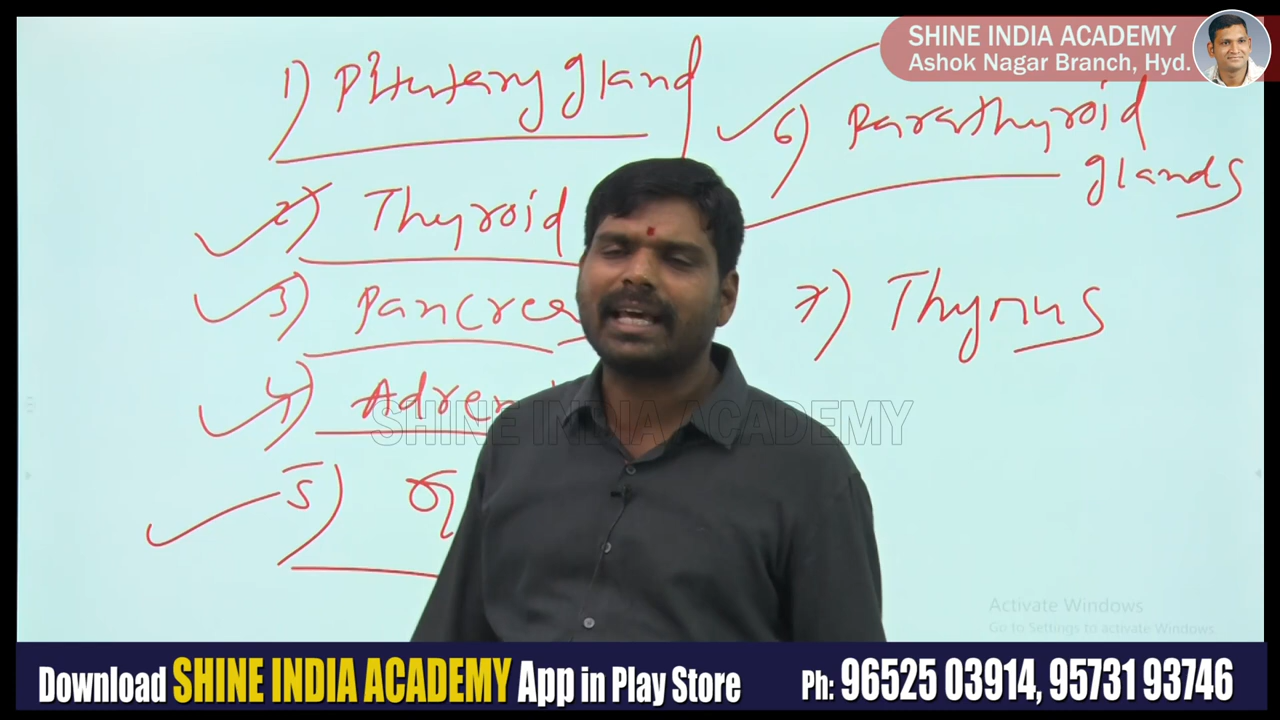 SHINE INDIA ACADEMY
Ashok Nagar Branch, Hyd.
1) Pitutery gland
2) Thyroid
3) Pancrea
4) Adren
5)
6) Parathyroid
glands
7) Thymus
SHINE INDIA ACADEMY
Activate Windows
Go to Settings to activate Windows
Download SHINE INDIA ACADEMY App in Play Store
Ph: 96525 03914, 95731 93746